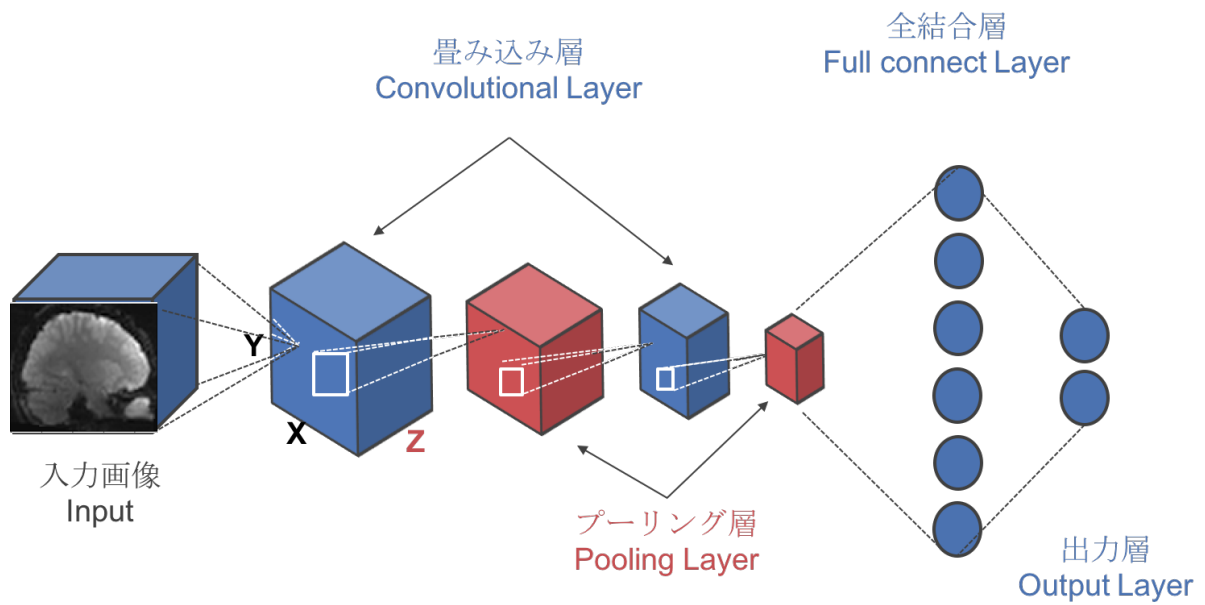 畳み込み層
Convolutional Layer
全結合層
Full connect Layer
Y
X
Z
入力画像
Input
プーリング層
Pooling Layer
出力層
Output Layer